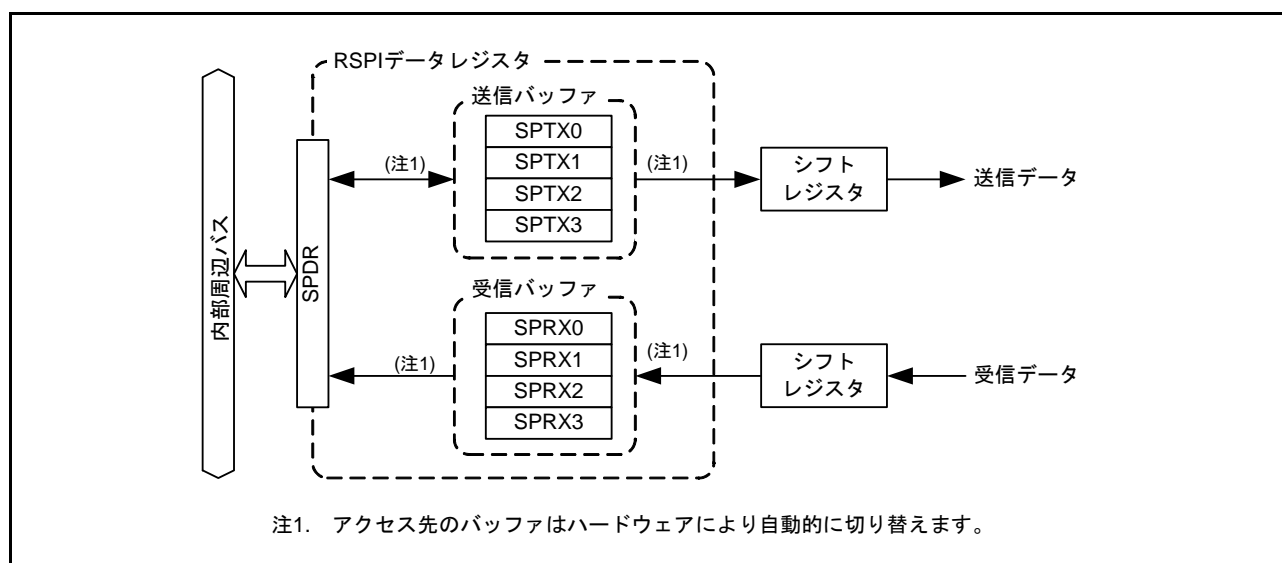 RSPIデータレジスタ
送信バッファ
SPTX0
SPTX1
SPTX2
SPTX3
(注1)
(注1)
シフト
レジスタ
送信データ
内部周辺バス
SPDR
受信バッファ
SPRX0
SPRX1
SPRX2
SPRX3
(注1)
(注1)
シフト
レジスタ
受信データ
注1. アクセス先のバッファはハードウェアにより自動的に切り替えます。